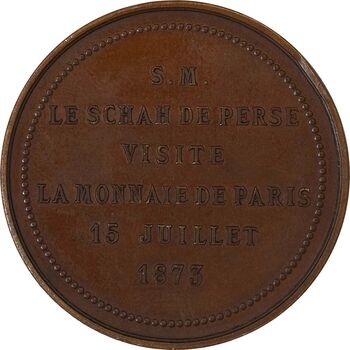 S. M.
LE SCHAH DE PERSE
VISITE
LA MONNAIE DE PARIS
15 JUILLET
1873